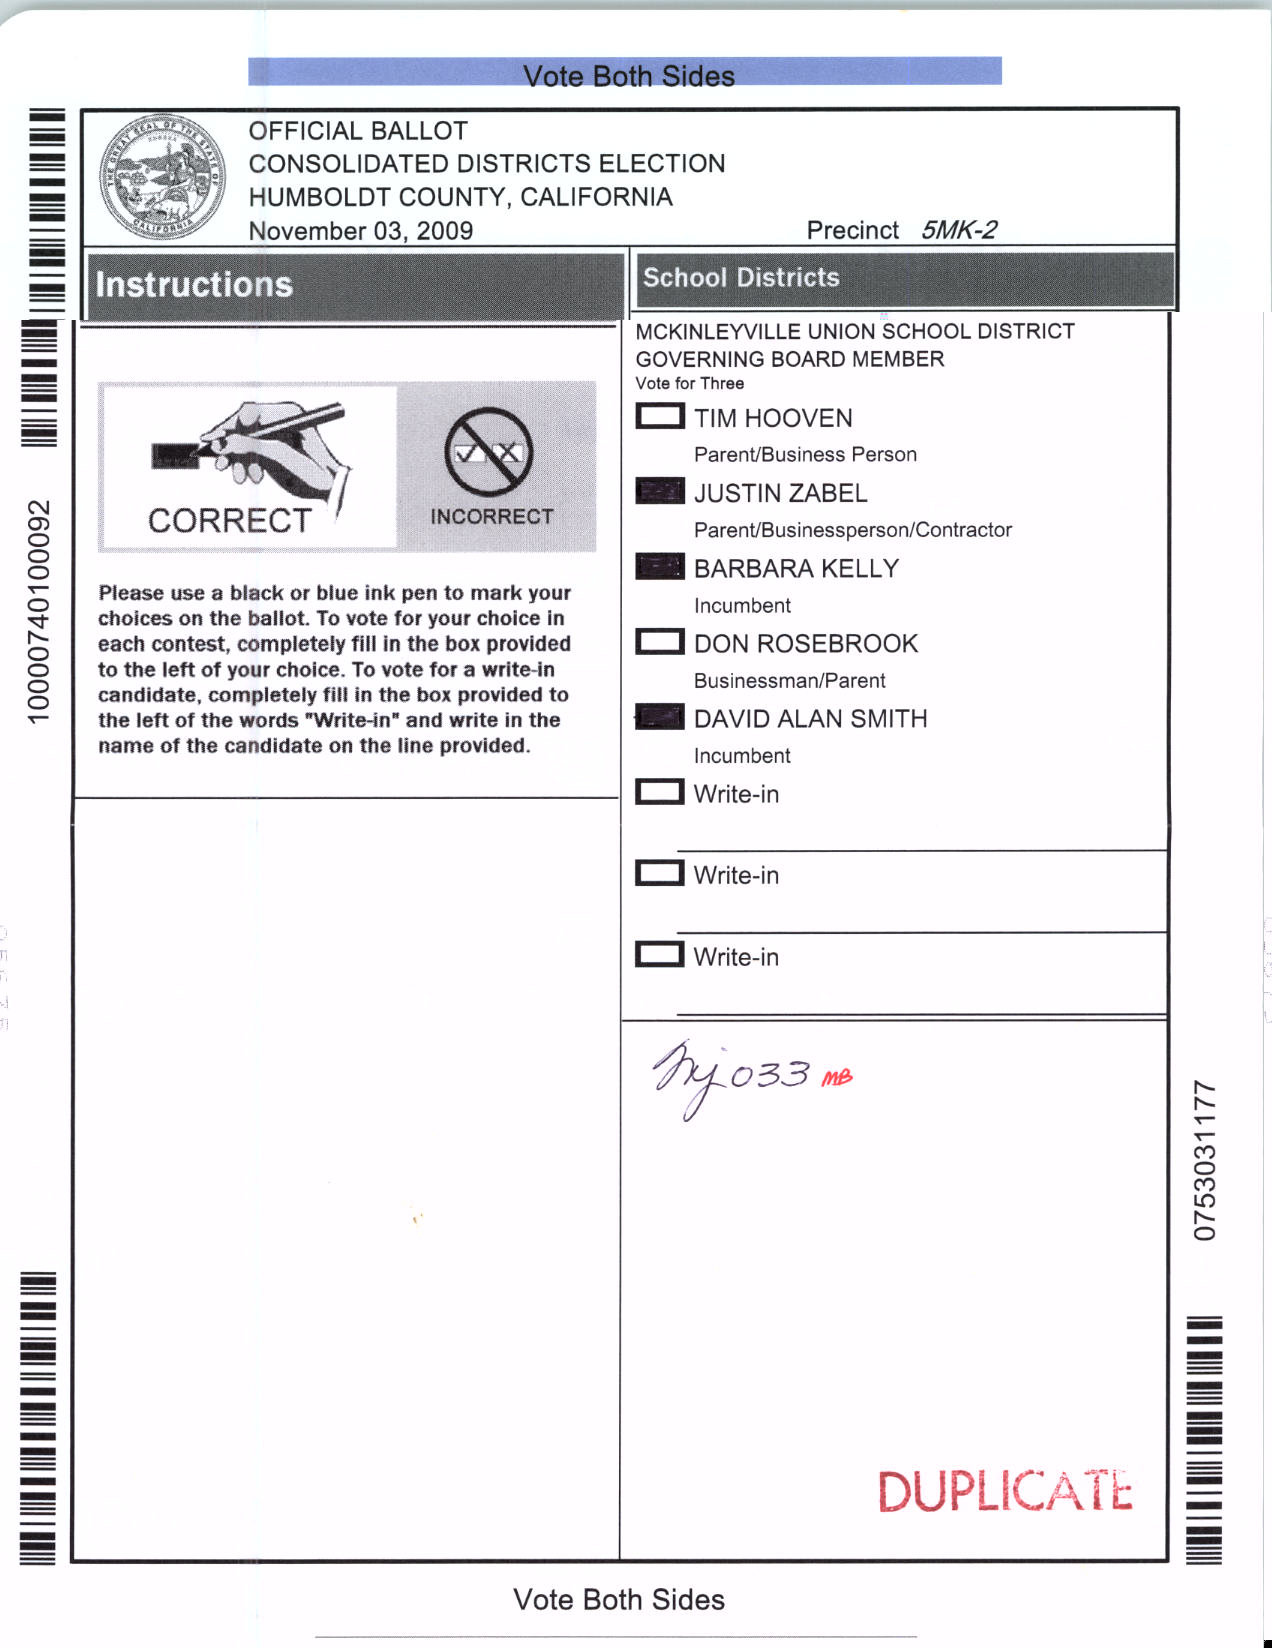 Vote Both Sides
OFFICIAL BALLOT
CONSOLIDATED DISTRICTS ELECTION
HUMBOLDT COUNTY, CALIFORNIA
November 03, 2009
Precinct 5MK-2
THE GREAT SEAL OF THE STATE OF CALIFORNIA
Instructions
CORRECT
INCORRECT
Please use a black or blue ink pen to mark your
choices on the ballot. To vote for your choice in
each contest, completely fill in the box provided
to the left of your choice. To vote for a write-in
candidate, completely fill in the box provided to
the left of the words "Write-in" and write in the
name of the candidate on the line provided.
School Districts
MCKINLEYVILLE UNION SCHOOL DISTRICT
GOVERNING BOARD MEMBER
Vote for Three
TIM HOOVEN
Parent/Business Person
JUSTIN ZABEL
Parent/Businessperson/Contractor
BARBARA KELLY
Incumbent
DON ROSEBROOK
Businessman/Parent
DAVID ALAN SMITH
Incumbent
Write-in
Write-in
Write-in
033 MB
DUPLICATE
10000740100092
0753031177
Vote Both Sides